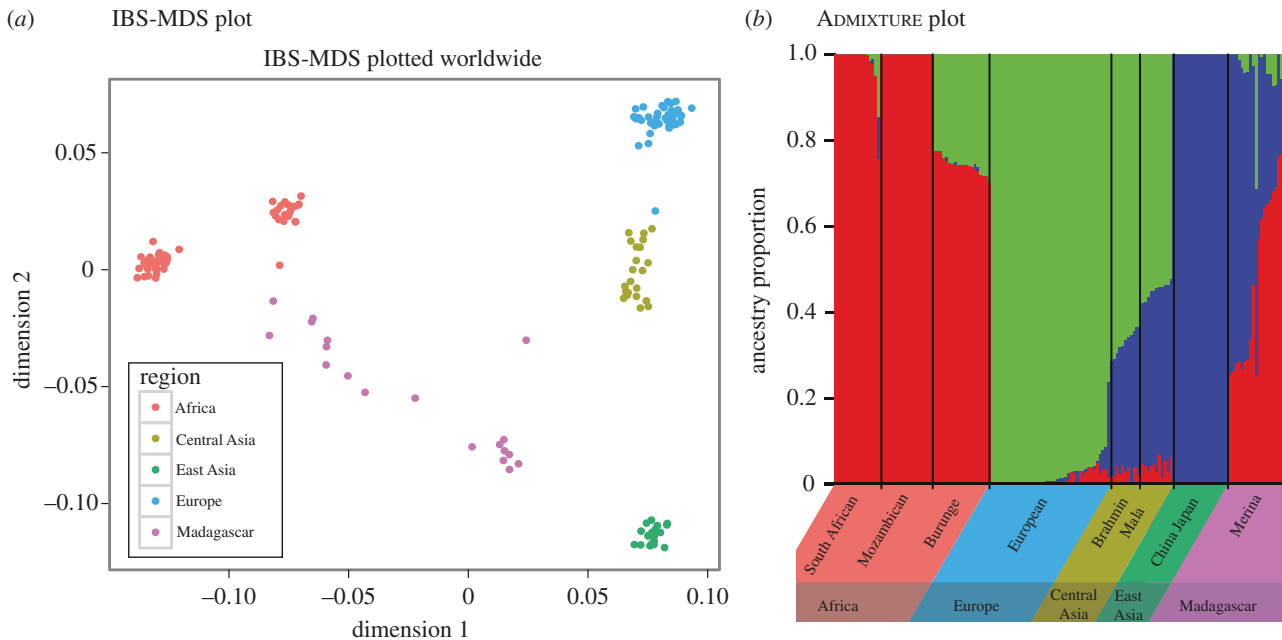 (a) IBS-MDS plot
IBS-MDS plotted worldwide
dimension 2
0.05
0
−0.05
−0.10
region
Africa
Central Asia
East Asia
Europe
Madagascar
−0.10 −0.05 0 0.05 0.10
dimension 1
(b) ADMIXTURE plot
ancestry proportion
1.0
0.8
0.6
0.4
0.2
0
South African
Mozambican
Burunge
European
Brahmin
Mala
China Japan
Merina
Africa
Europe
Central
Asia
East
Asia
Madagascar